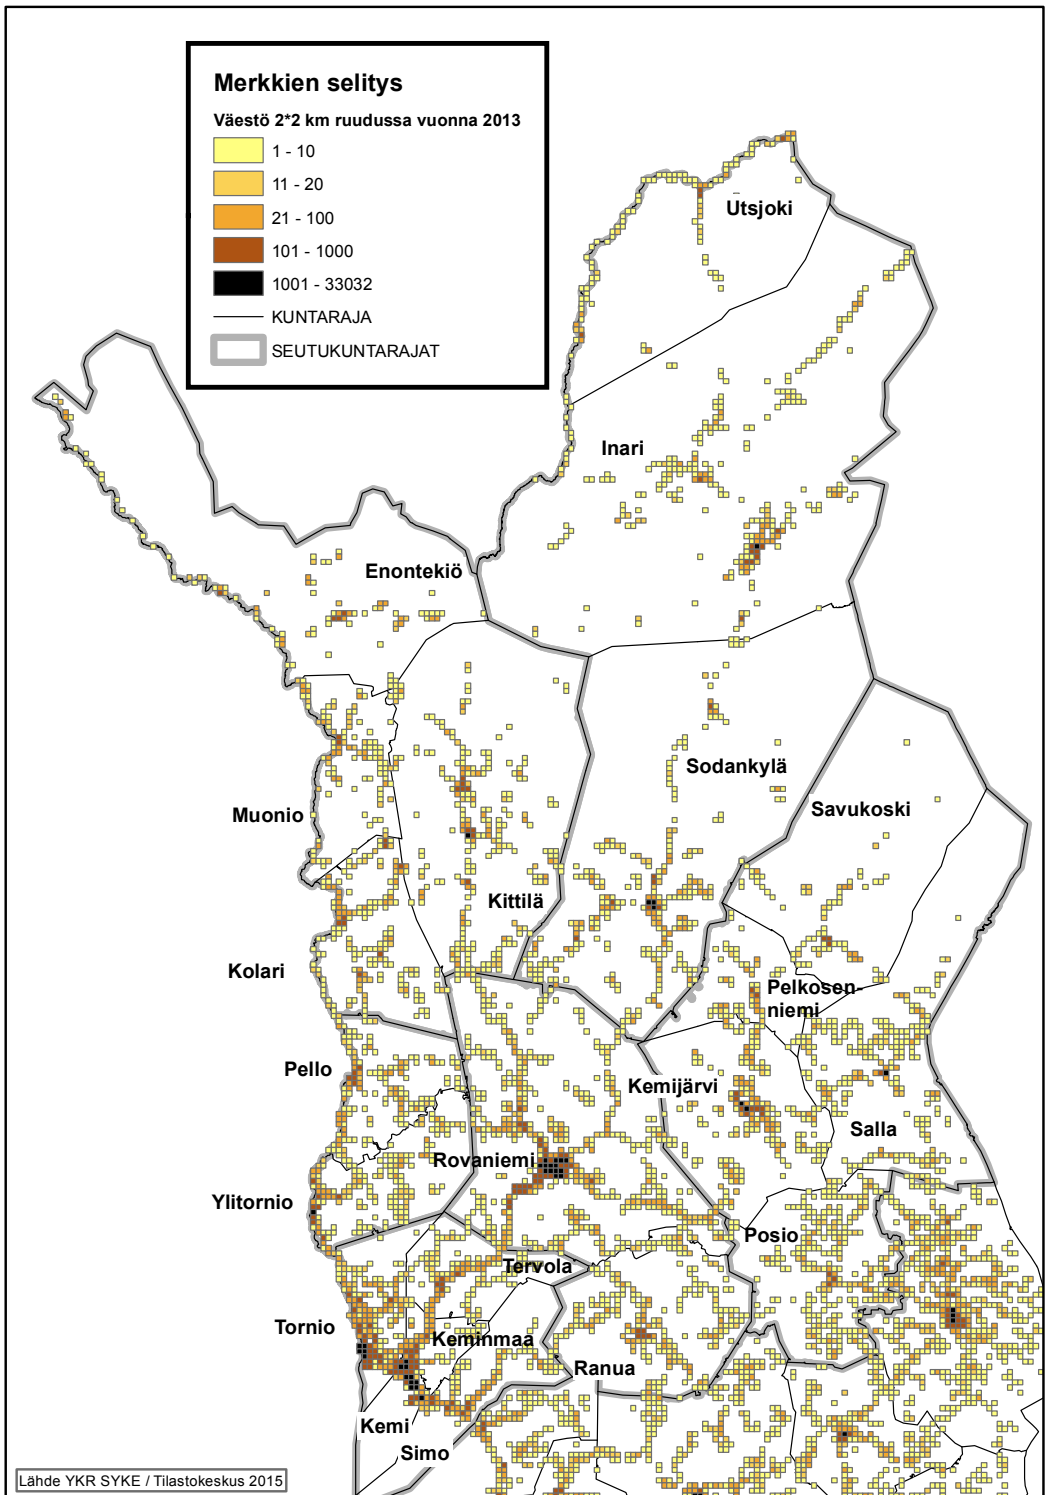 Merkkien selitys
Väestö 2*2 km ruudussa vuonna 2013
1 - 10
11 - 20
21 - 100
101 - 1000
1001 - 33032
KUNTARAJA
SEUTUKUNTARAJAT
Utsjoki
Inari
Enontekiö
Sodankylä
Savukoski
Muonio
Kittilä
Kolari
Pelkosen-
niemi
Pello
Kemijärvi
Salla
Rovaniemi
Ylitornio
Posio
Tervola
Tornio
Keminmaa
Ranua
Kemi
Simo
Lähde YKR SYKE / Tilastokeskus 2015